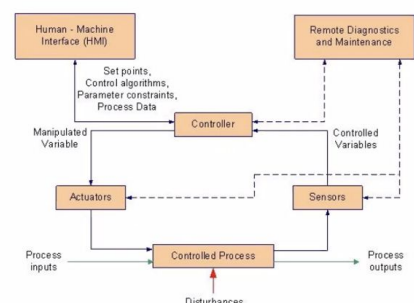 Human - Machine
Interface (HMI)
Remote Diagnostics
and Maintenance
Set points,
Control algorithms,
Parameter constraints,
Process Data
Controller
Manipulated
Variable
Controlled
Variables
Actuators
Sensors
Process
inputs
Controlled Process
Process
outputs
Disturbances